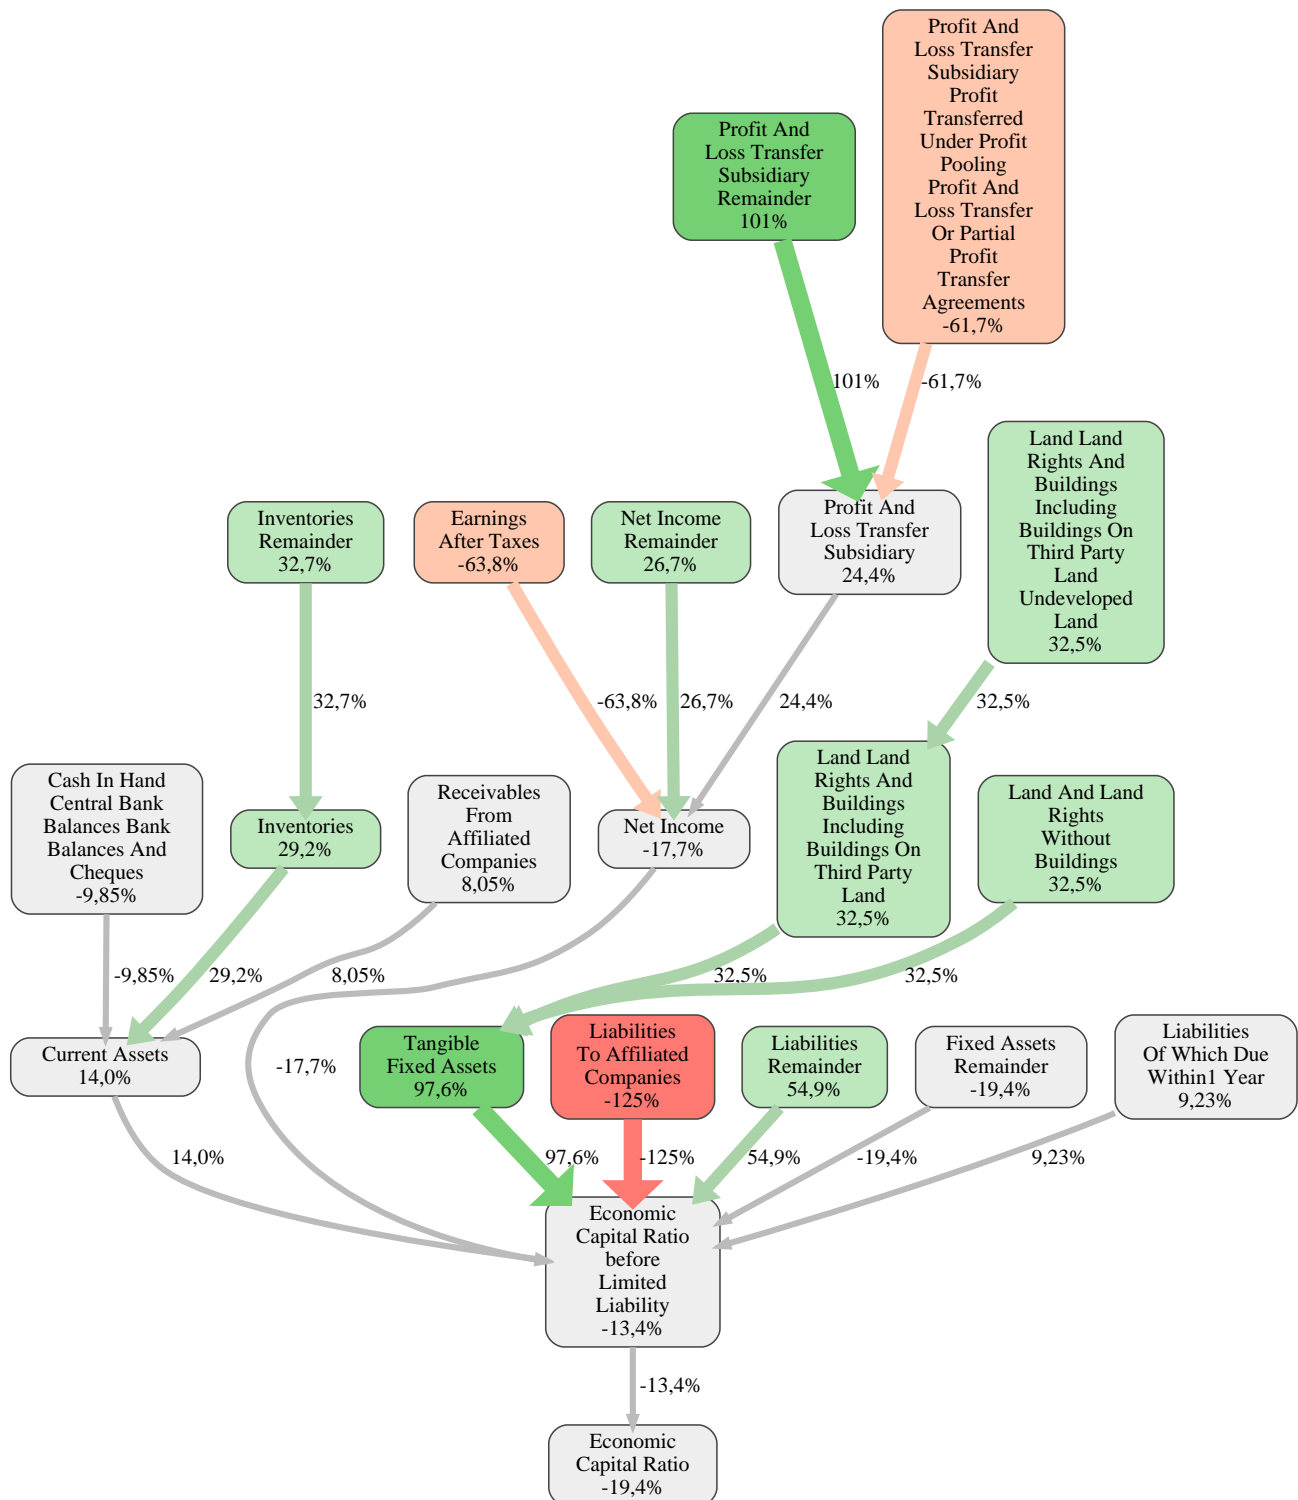 Profit And
Loss Transfer
Subsidiary
Profit
Transferred
Under Profit
Pooling
Profit And
Loss Transfer
Or Partial
Profit
Transfer
Agreements
-61,7%
Profit And
Loss Transfer
Subsidiary
Remainder
101%
101%
-61,7%
Land Land
Rights And
Buildings
Including
Buildings On
Third Party
Land
Undeveloped
Land
32,5%
Inventories
Remainder
32,7%
Earnings
After Taxes
-63,8%
Net Income
Remainder
26,7%
Profit And
Loss Transfer
Subsidiary
24,4%
32,7%
-63,8%
26,7%
24,4%
32,5%
Cash In Hand
Central Bank
Balances Bank
Balances And
Cheques
-9,85%
Inventories
29,2%
Receivables
From
Affiliated
Companies
8,05%
Net Income
-17,7%
Land Land
Rights And
Buildings
Including
Buildings On
Third Party
Land
32,5%
Land And Land
Rights
Without
Buildings
32,5%
-9,85%
29,2%
8,05%
32,5%
32,5%
Current Assets
14,0%
-17,7%
Tangible
Fixed Assets
97,6%
Liabilities
To Affiliated
Companies
-125%
Liabilities
Remainder
54,9%
Fixed Assets
Remainder
-19,4%
Liabilities
Of Which Due
Within1 Year
9,23%
14,0%
97,6%
-125%
54,9%
-19,4%
9,23%
Economic
Capital Ratio
before
Limited
Liability
-13,4%
-13,4%
Economic
Capital Ratio
-19,4%